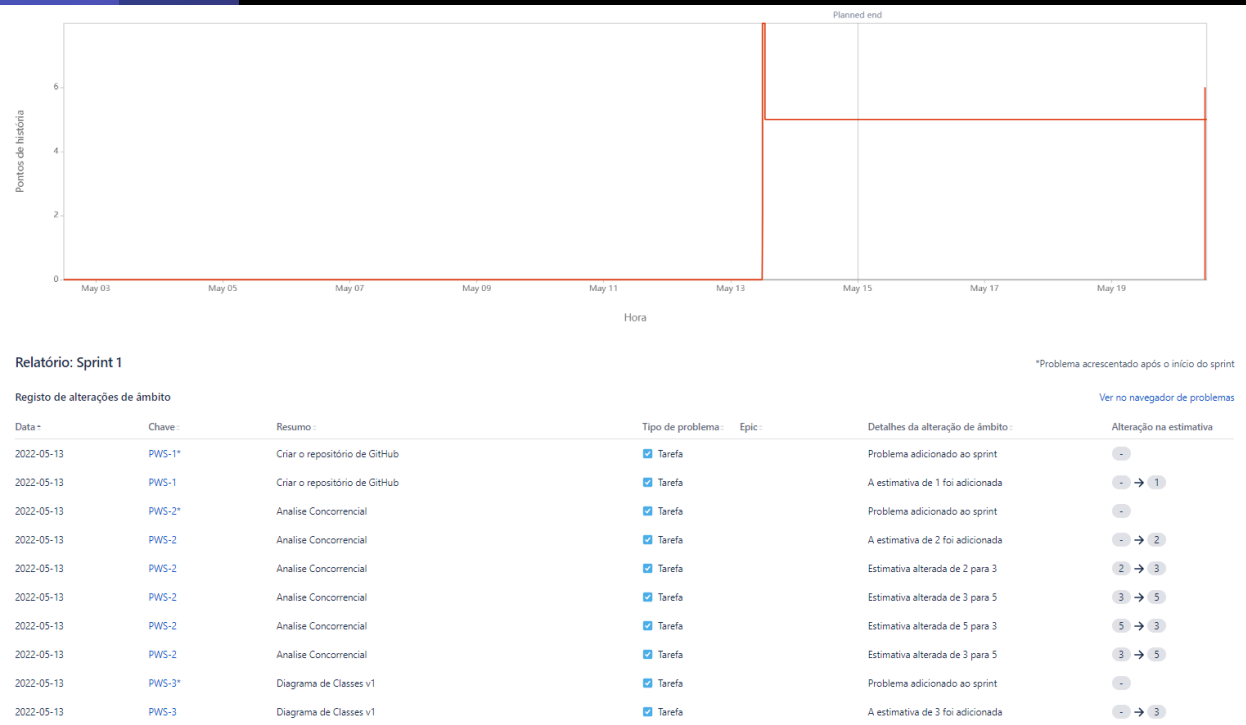 Planned end
6
4
2
0
Pontos de história
May 03 May 05 May 07 May 09 May 11 May 13 May 15 May 17 May 19
Hora
Relatório: Sprint 1
*Problema acrescentado após o início do sprint
Registo de alterações de âmbito
Ver no navegador de problemas
Data Chave Resumo Tipo de problema Epic Detalhes da alteração de âmbito Alteração na estimativa
2022-05-13 PWS-1* Criar o repositório de GitHub Tarefa Problema adicionado ao sprint -
2022-05-13 PWS-1 Criar o repositório de GitHub Tarefa A estimativa de 1 foi adicionada - → 1
2022-05-13 PWS-2* Analise Concorrencial Tarefa Problema adicionado ao sprint -
2022-05-13 PWS-2 Analise Concorrencial Tarefa A estimativa de 2 foi adicionada - → 2
2022-05-13 PWS-2 Analise Concorrencial Tarefa Estimativa alterada de 2 para 3 2 → 3
2022-05-13 PWS-2 Analise Concorrencial Tarefa Estimativa alterada de 3 para 5 3 → 5
2022-05-13 PWS-2 Analise Concorrencial Tarefa Estimativa alterada de 5 para 3 5 → 3
2022-05-13 PWS-2 Analise Concorrencial Tarefa Estimativa alterada de 3 para 5 3 → 5
2022-05-13 PWS-3* Diagrama de Classes v1 Tarefa Problema adicionado ao sprint -
2022-05-13 PWS-3 Diagrama de Classes v1 Tarefa A estimativa de 3 foi adicionada - → 3